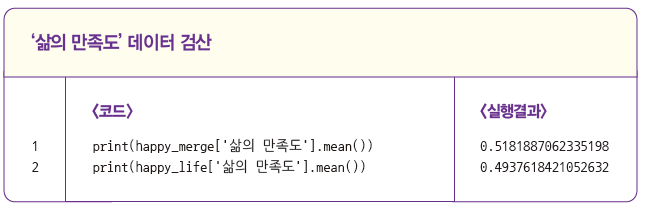 ‘삶의 만족도’ 데이터 검산
<코드> <실행결과>
1 print(happy_merge['삶의 만족도'].mean()) 0.5181887062335198
2 print(happy_life['삶의 만족도'].mean()) 0.4937618421052632